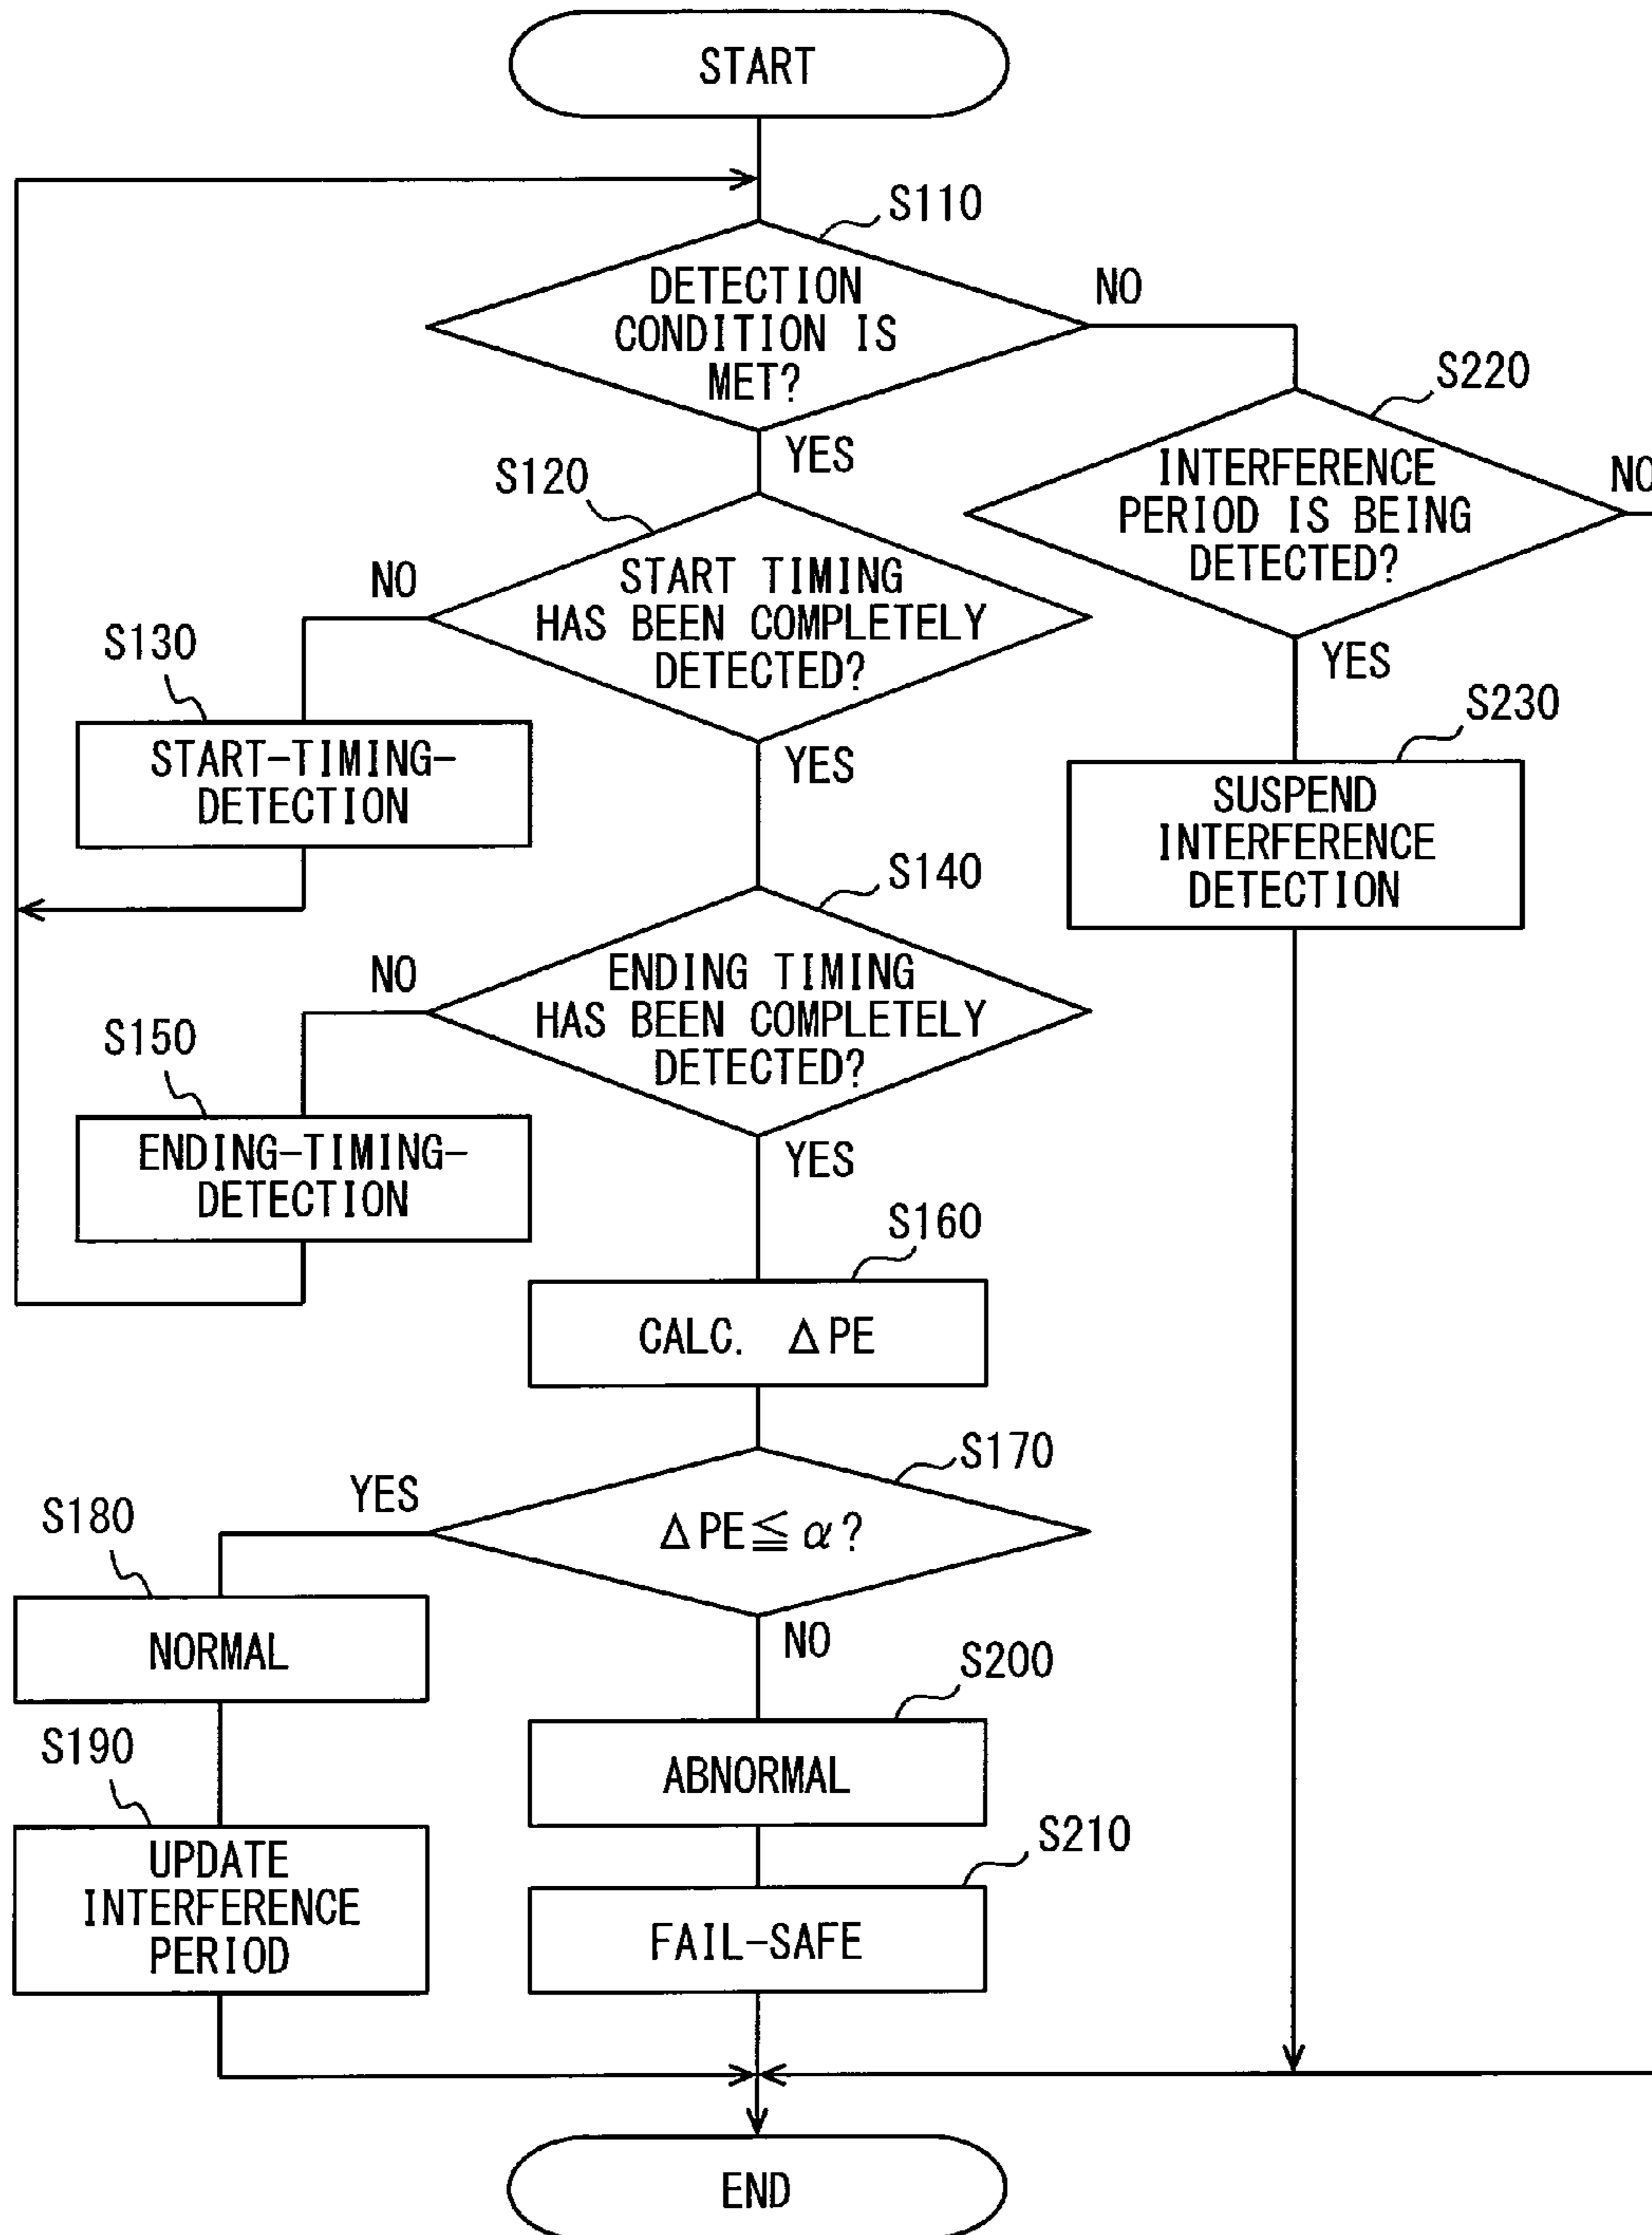 START
S110
DETECTION
CONDITION IS
MET?
NO
YES
S220
INTERFERENCE
PERIOD IS BEING
DETECTED?
NO
YES
S120
START TIMING
HAS BEEN COMPLETELY
DETECTED?
NO
YES
S130
START-TIMING-
DETECTION
S230
SUSPEND
INTERFERENCE
DETECTION
S140
ENDING TIMING
HAS BEEN COMPLETELY
DETECTED?
NO
YES
S150
ENDING-TIMING-
DETECTION
S160
CALC. ΔPE
S170
ΔPE≦α?
YES
NO
S180
NORMAL
S190
UPDATE
INTERFERENCE
PERIOD
S200
ABNORMAL
S210
FAIL-SAFE
END